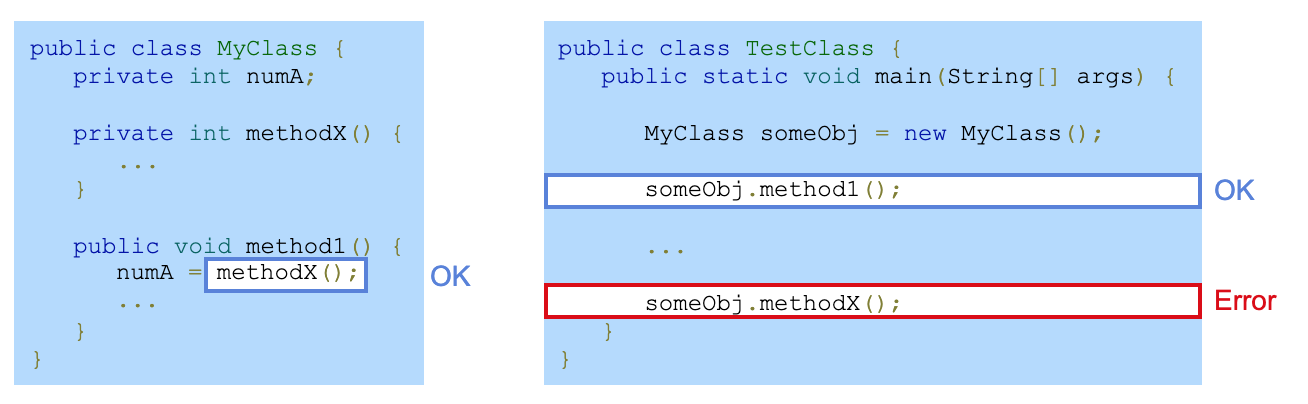 public class MyClass {
private int numA;
private int methodX() {
...
}
public void method1() {
numA = methodX();
...
}
}
OK
public class TestClass {
public static void main(String[] args) {
MyClass someObj = new MyClass();
someObj.method1();
...
someObj.methodX();
}
}
OK
Error